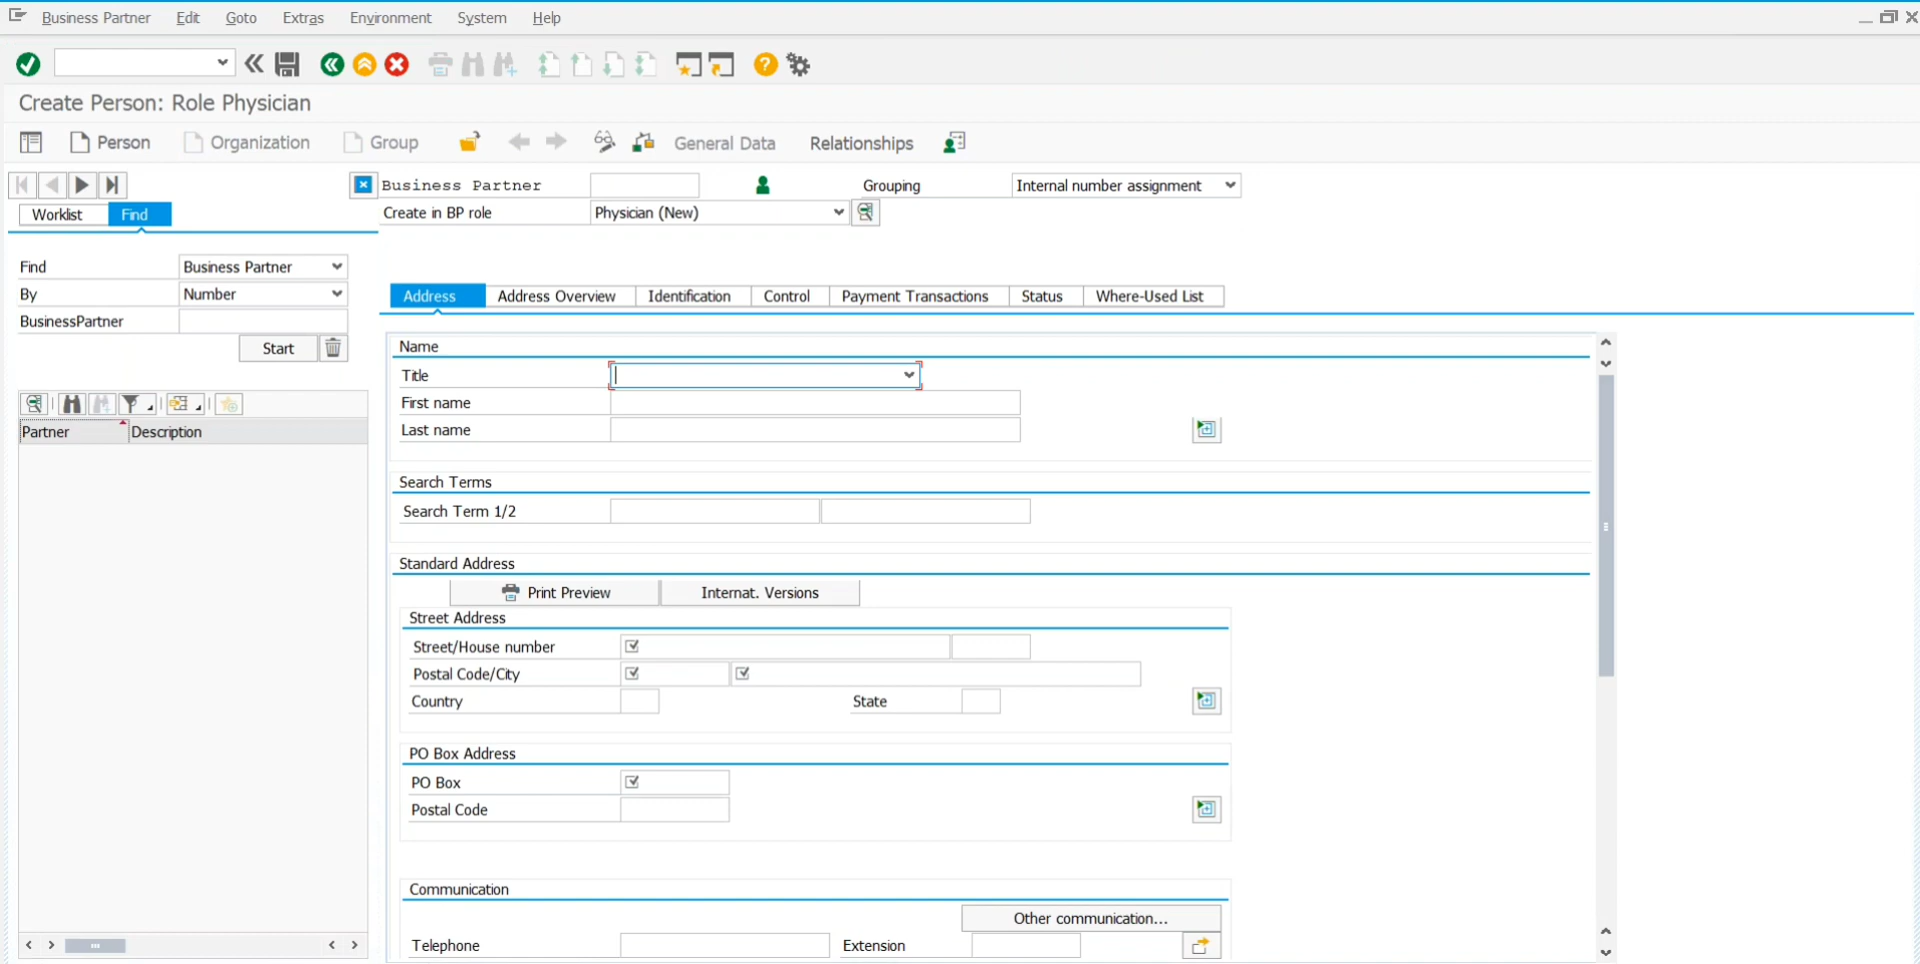 Business Partner Edit Goto Extras Environment System Help
Create Person: Role Physician
Person Organization Group General Data Relationships
Business Partner Grouping Internal number assignment
Worklist Find
Create in BP role Physician (New)
Find Business Partner
By Number
BusinessPartner
Start
Partner Description
Address Address Overview Identification Control Payment Transactions Status Where-Used List
Name
Title
First name
Last name
Search Terms
Search Term 1/2
Standard Address
Print Preview Internat. Versions
Street Address
Street/House number
Postal Code/City
Country State
PO Box Address
PO Box
Postal Code
Communication
Other communication...
Telephone Extension